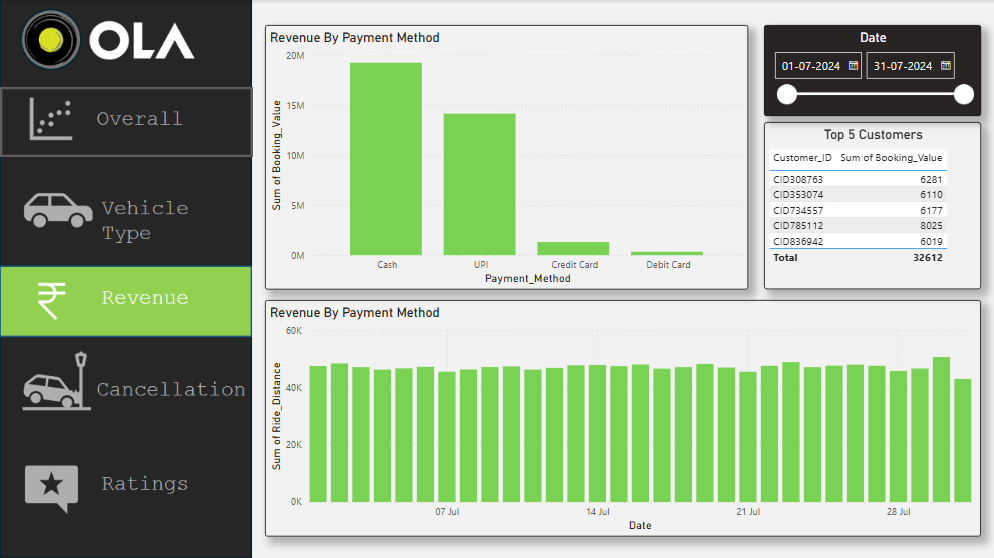 OLA
Overall
Vehicle
Type
Revenue
Cancellation
Ratings
Revenue By Payment Method
Sum of Booking_Value
20M
15M
10M
5M
0M
Cash UPI Credit Card Debit Card
Payment_Method
Date
01-07-2024 31-07-2024
Top 5 Customers
Customer_ID Sum of Booking_Value
CID308763 6281
CID353074 6110
CID734557 6177
CID785112 8025
CID836942 6019
Total 32612
Revenue By Payment Method
Sum of Ride_Distance
60K
40K
20K
0K
07 Jul 14 Jul 21 Jul 28 Jul
Date